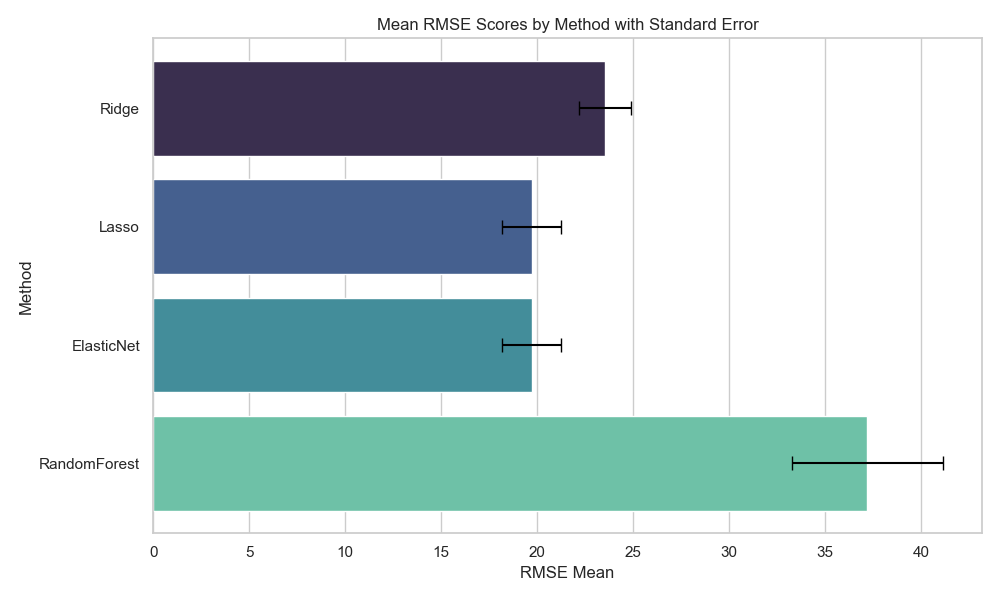 Mean RMSE Scores by Method with Standard Error
Method
Ridge
Lasso
ElasticNet
RandomForest
0 5 10 15 20 25 30 35 40
RMSE Mean